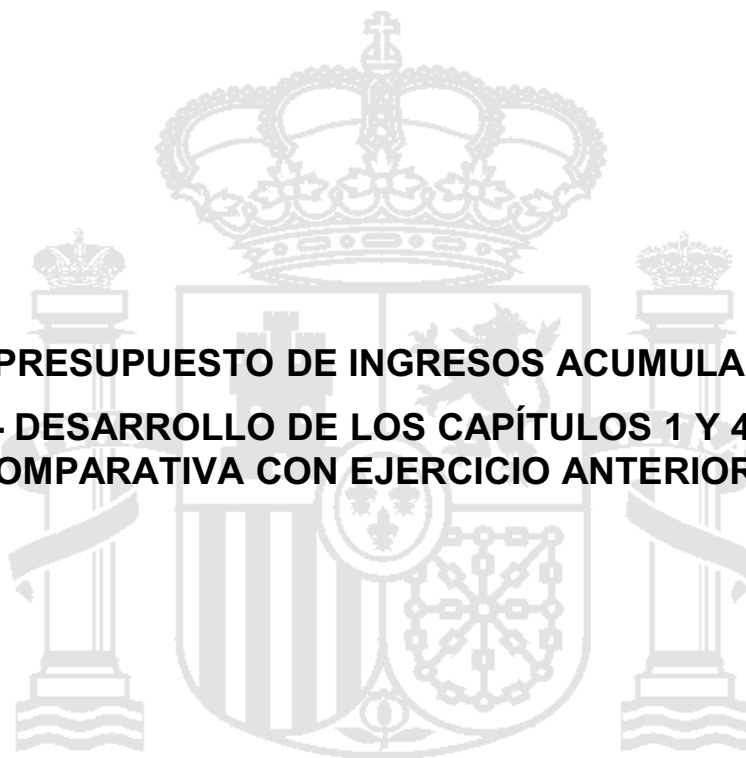 PRESUPUESTO DE INGRESOS ACUMULA
- DESARROLLO DE LOS CAPÍTULOS 1 Y 4
OMPARATIVA CON EJERCICIO ANTERIOR